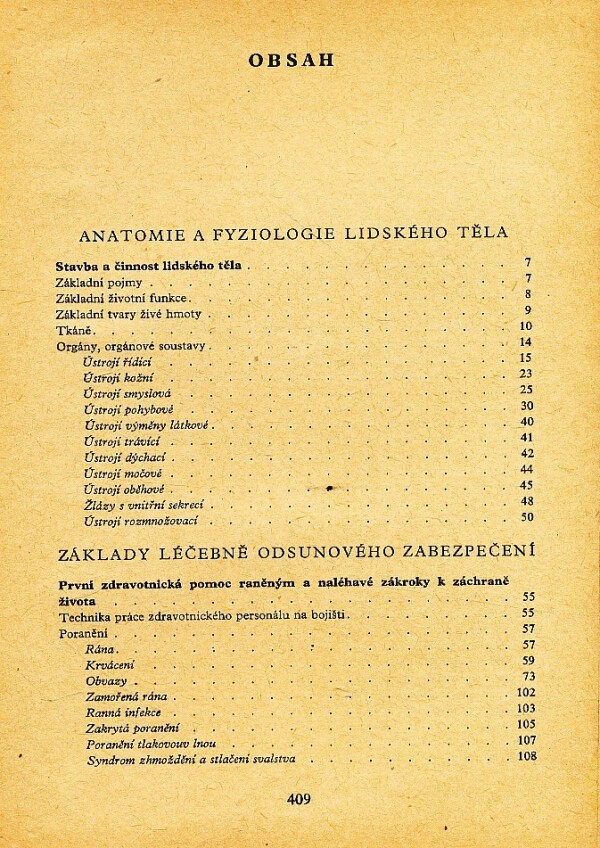 OBSAH
ANATOMIE A FYZIOLOGIE LIDSKÉHO TĚLA
Stavba a činnost lidského těla . . . . . . . . . . . . 7
Základní pojmy . . . . . . . . . . . . 7
Základní životní funkce . . . . . . . . . . . . 8
Základní tvary živé hmoty . . . . . . . . . . . . 9
Tkáně . . . . . . . . . . . . 10
Orgány, orgánové soustavy . . . . . . . . . . . . 14
Ústrojí řídící . . . . . . . . . . . . 15
Ústrojí kožní . . . . . . . . . . . . 23
Ústrojí smyslová . . . . . . . . . . . . 25
Ústrojí pohybové . . . . . . . . . . . . 30
Ústrojí výměny látkové . . . . . . . . . . . . 40
Ústrojí trávící . . . . . . . . . . . . 41
Ústrojí dýchací . . . . . . . . . . . . 42
Ústrojí močové . . . . . . . . . . . . 44
Ústrojí oběhové . . . . . . . . . . . . 45
Žlázy s vnitřní sekrecí . . . . . . . . . . . . 48
Ústrojí rozmnožovací . . . . . . . . . . . . 50
ZÁKLADY LÉČEBNĚ ODSUNOVÉHO ZABEZPEČENÍ
První zdravotnická pomoc raněným a naléhavé zákroky k záchraně
života . . . . . . . . . . . . 55
Technika práce zdravotnického personálu na bojišti . . . . . . . . . . . . 55
Poranění . . . . . . . . . . . . 57
Rána . . . . . . . . . . . . 57
Krvácení . . . . . . . . . . . . 59
Obvazy . . . . . . . . . . . . 73
Zamořená rána . . . . . . . . . . . . 102
Ranná infekce . . . . . . . . . . . . 103
Zakrytá poranění . . . . . . . . . . . . 105
Poranění tlakovouv lnou . . . . . . . . . . . . 107
Syndrom zhmoždění a stlačení svalstva . . . . . . . . . . . . 108
409